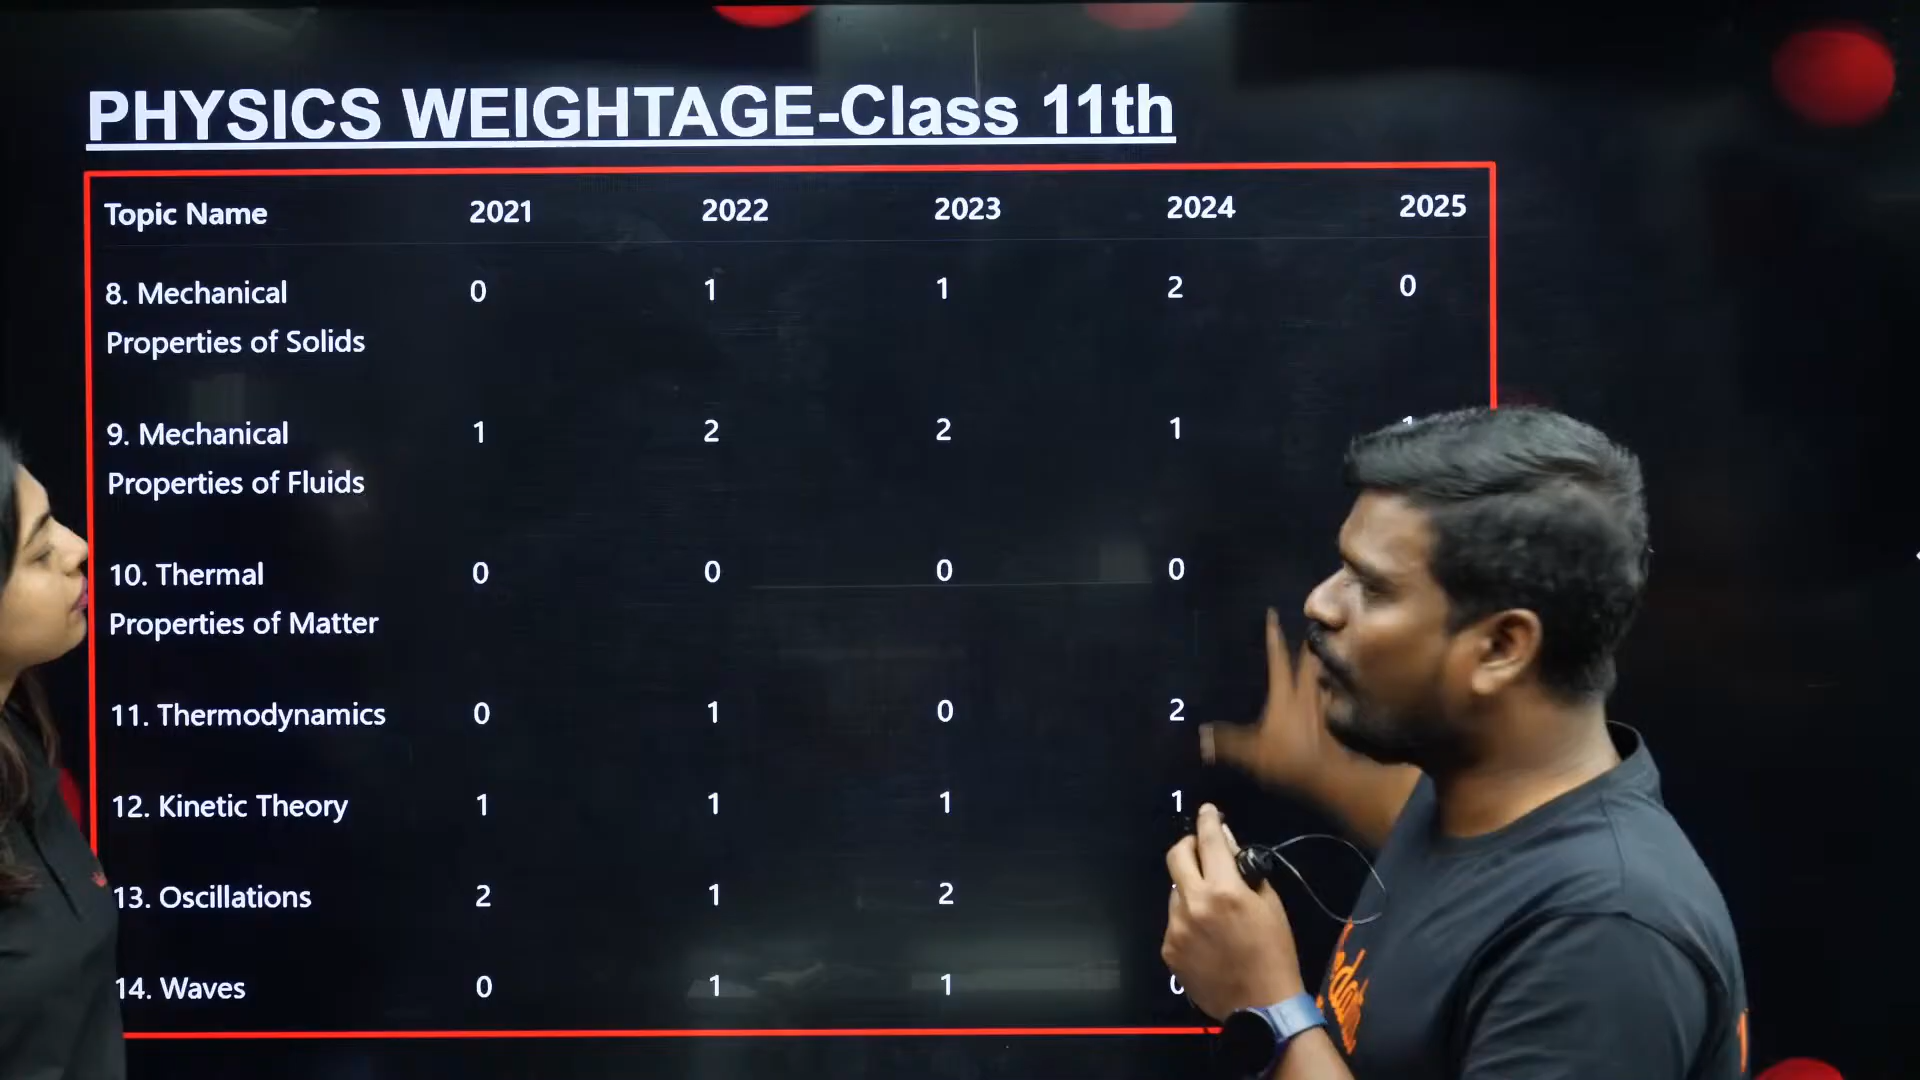 PHYSICS WEIGHTAGE-Class 11th
Topic Name 2021 2022 2023 2024 2025
8. Mechanical 0 1 1 2 0
Properties of Solids
9. Mechanical 1 2 2 1
Properties of Fluids
10. Thermal 0 0 0 0
Properties of Matter
11. Thermodynamics 0 1 0 2
12. Kinetic Theory 1 1 1 1
13. Oscillations 2 1 2
14. Waves 0 1 1 0